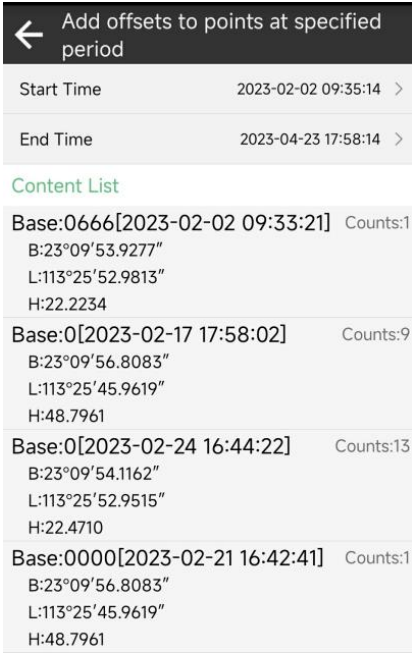 Add offsets to points at specified
period
Start Time 2023-02-02 09:35:14
End Time 2023-04-23 17:58:14
Content List
Base:0666[2023-02-02 09:33:21] Counts:1
B:23°09′53.9277″
L:113°25′52.9813″
H:22.2234
Base:0[2023-02-17 17:58:02] Counts:9
B:23°09′56.8083″
L:113°25′45.9619″
H:48.7961
Base:0[2023-02-24 16:44:22] Counts:13
B:23°09′54.1162″
L:113°25′52.9515″
H:22.4710
Base:0000[2023-02-21 16:42:41] Counts:1
B:23°09′56.8083″
L:113°25′45.9619″
H:48.7961